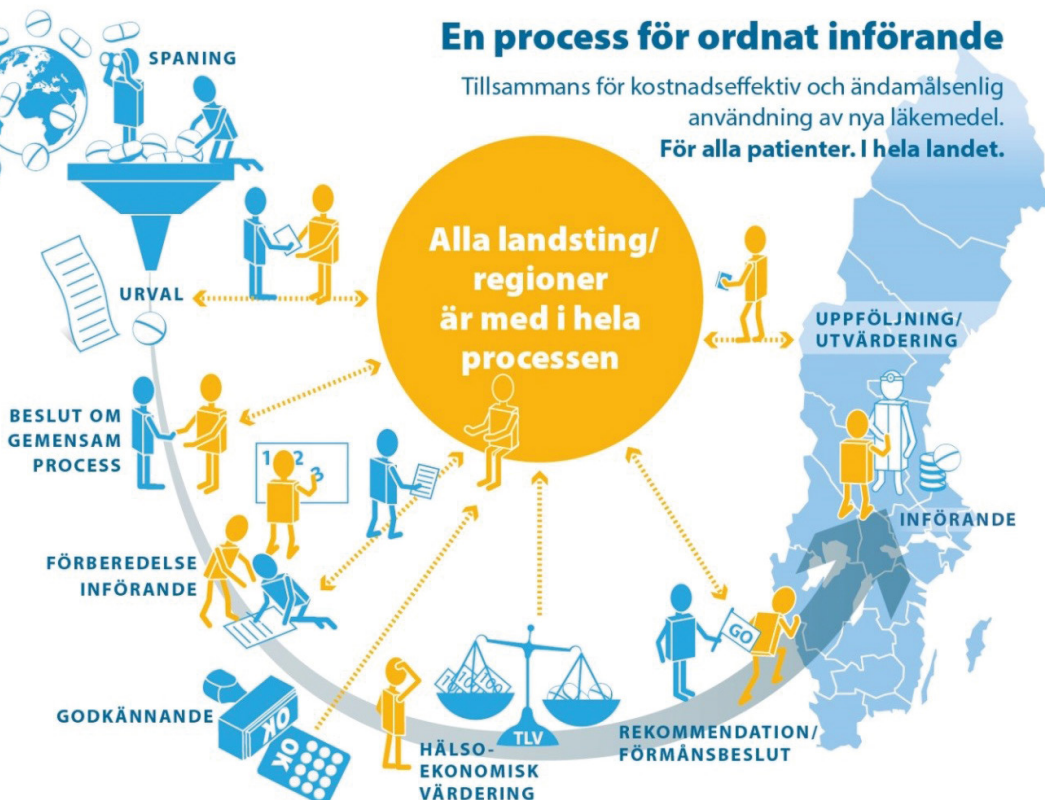 En process för ordnat införande
Tillsammans för kostnadseffektiv och ändamålsenlig
användning av nya läkemedel.
För alla patienter. I hela landet.
SPANING
Alla landsting/
regioner
är med i hela
processen
URVAL
UPPFÖLJNING/
UTVÄRDERING
BESLUT OM
GEMENSAM
PROCESS
1 2 3
INFÖRANDE
FÖRBEREDELSE
INFÖRANDE
GO
100
GODKÄNNANDE
OK
OK
TLV
HÄLSO-
EKONOMISK
VÄRDERING
REKOMMENDATION/
FÖRMÅNSBESLUT